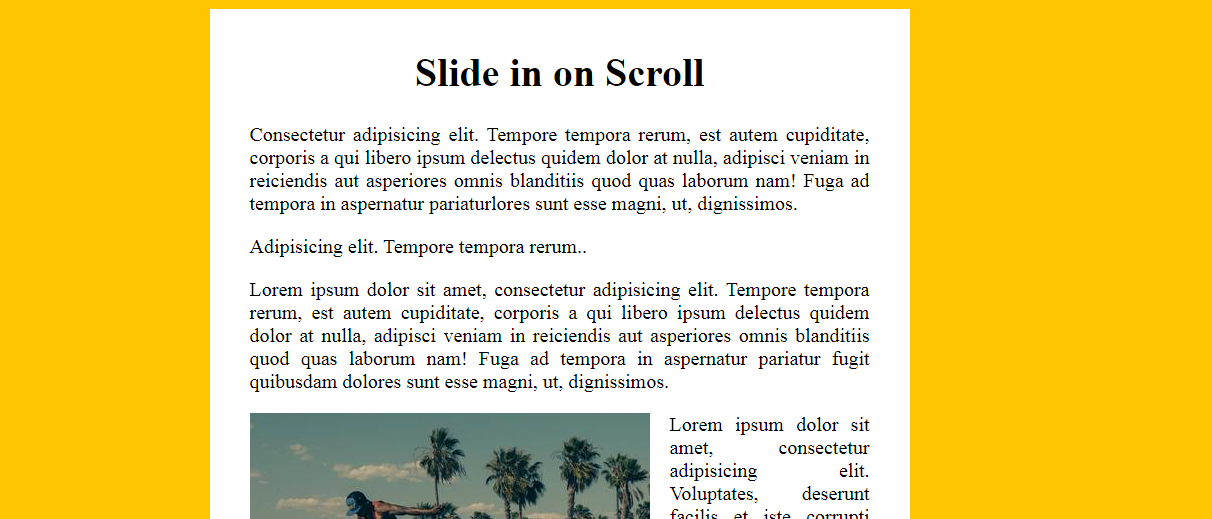 Slide in on Scroll
Consectetur adipisicing elit. Tempore tempora rerum, est autem cupiditate,
corporis a qui libero ipsum delectus quidem dolor at nulla, adipisci veniam in
reiciendis aut asperiores omnis blanditiis quod quas laborum nam! Fuga ad
tempora in aspernatur pariaturlores sunt esse magni, ut, dignissimos.
Adipisicing elit. Tempore tempora rerum..
Lorem ipsum dolor sit amet, consectetur adipisicing elit. Tempore tempora
rerum, est autem cupiditate, corporis a qui libero ipsum delectus quidem
dolor at nulla, adipisci veniam in reiciendis aut asperiores omnis blanditiis
quod quas laborum nam! Fuga ad tempora in aspernatur pariatur fugit
quibusdam dolores sunt esse magni, ut, dignissimos.
Lorem ipsum dolor sit
amet, consectetur
adipisicing elit.
Voluptates, deserunt
facilis et iste corrupti